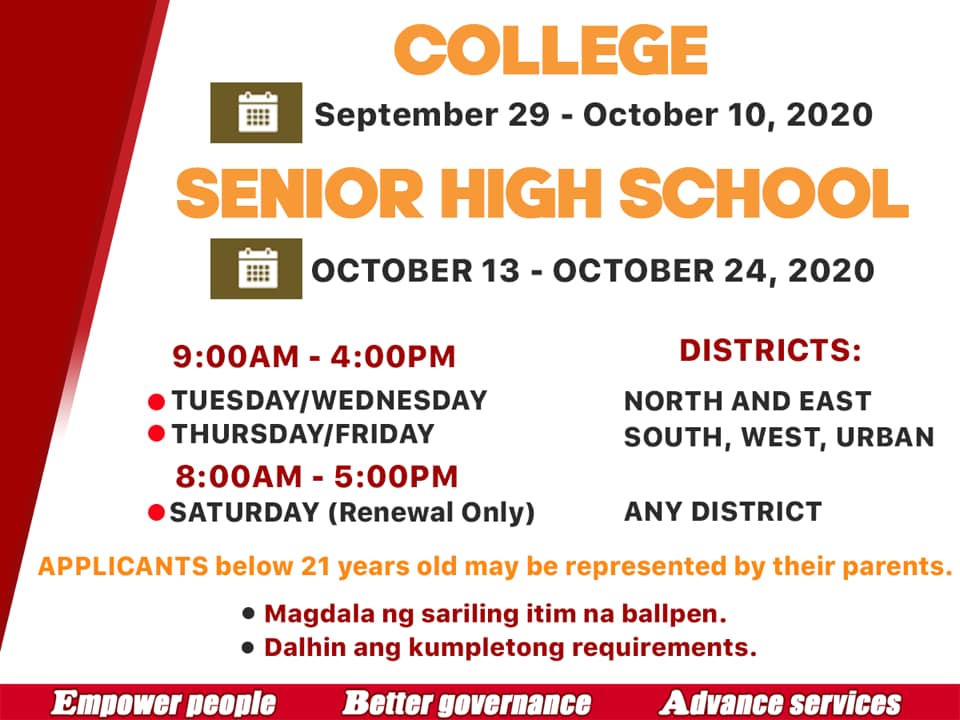 COLLEGE
September 29 - October 10, 2020
SENIOR HIGH SCHOOL
OCTOBER 13 - OCTOBER 24, 2020
9:00AM - 4:00PM
DISTRICTS:
TUESDAY/WEDNESDAY
NORTH AND EAST
THURSDAY/FRIDAY
SOUTH, WEST, URBAN
8:00AM - 5:00PM
SATURDAY (Renewal Only)
ANY DISTRICT
APPLICANTS below 21 years old may be represented by their parents.
• Magdala ng sariling itim na ballpen.
• Dalhin ang kumpletong requirements.
Empower people Better governance Advance services